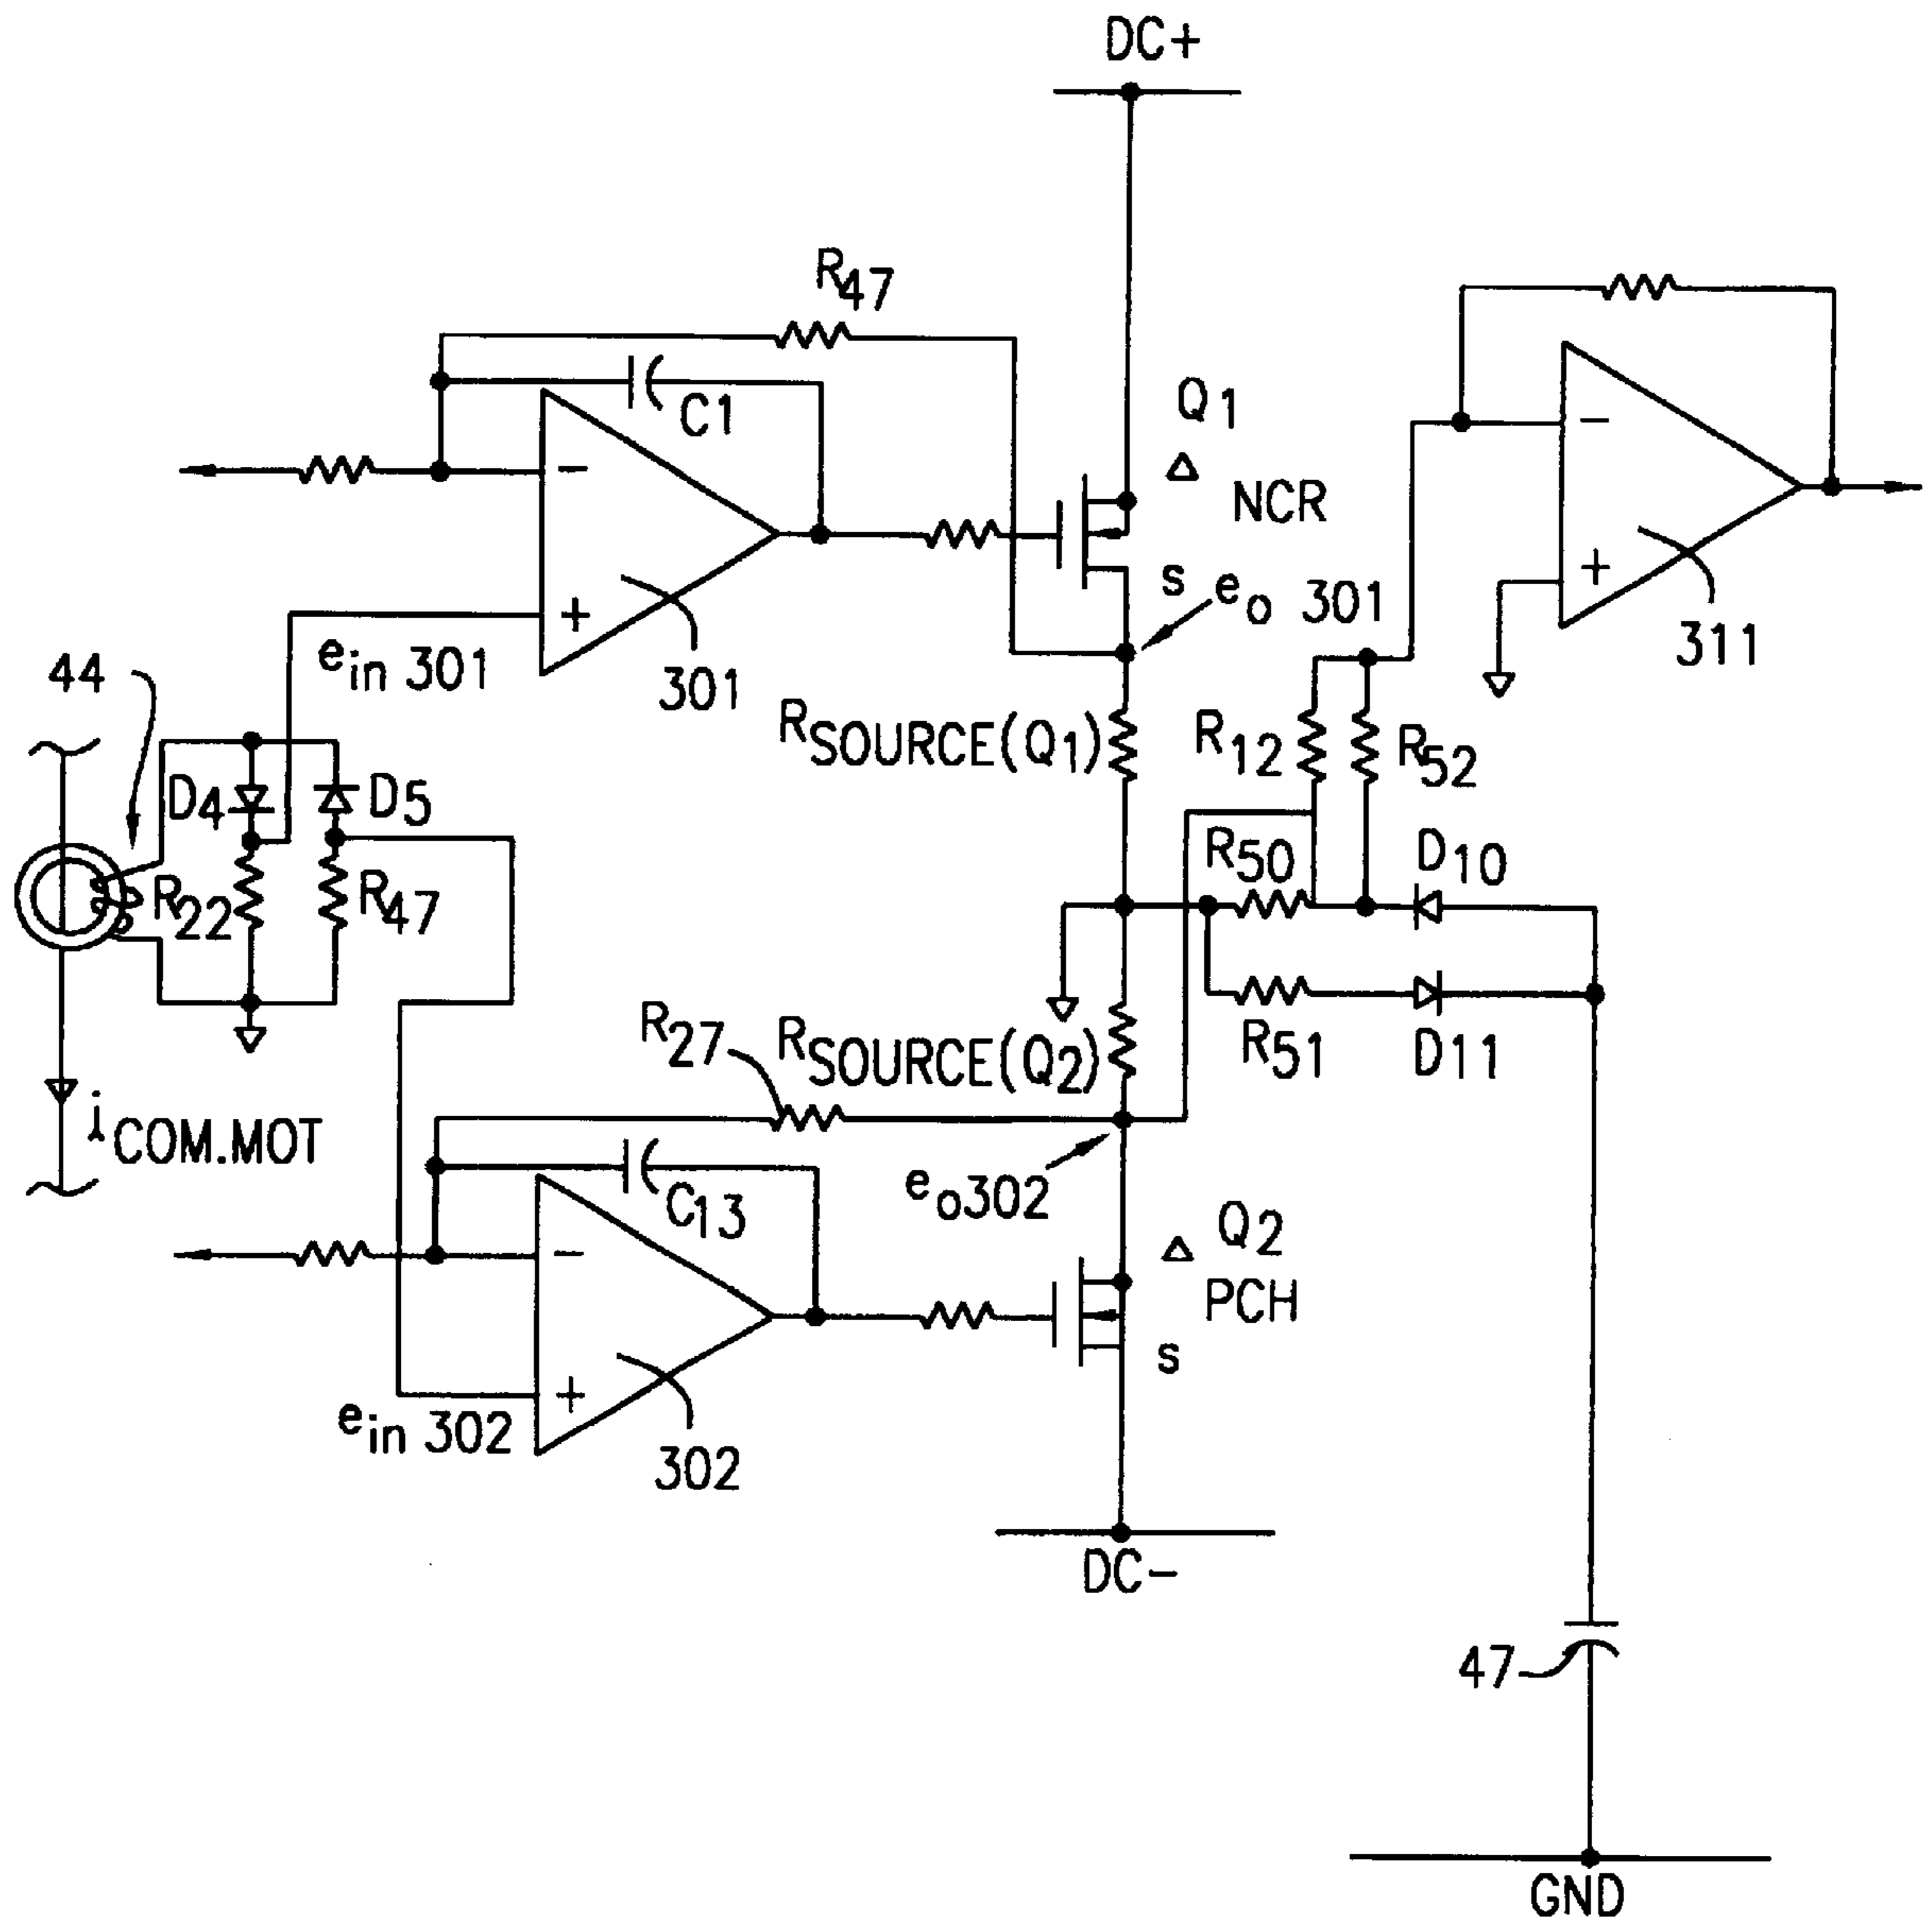 DC+
R47
C1
Q1
NCR
s
eo 301
−
+
301
ein 301
−
+
311
44
RSOURCE(Q1)
R12
R52
D4
D5
R22
R47
R50
D10
R51
D11
R27
RSOURCE(Q2)
iCOM.MOT
eo302
C13
Q2
PCH
s
−
+
ein 302
302
DC−
47
GND